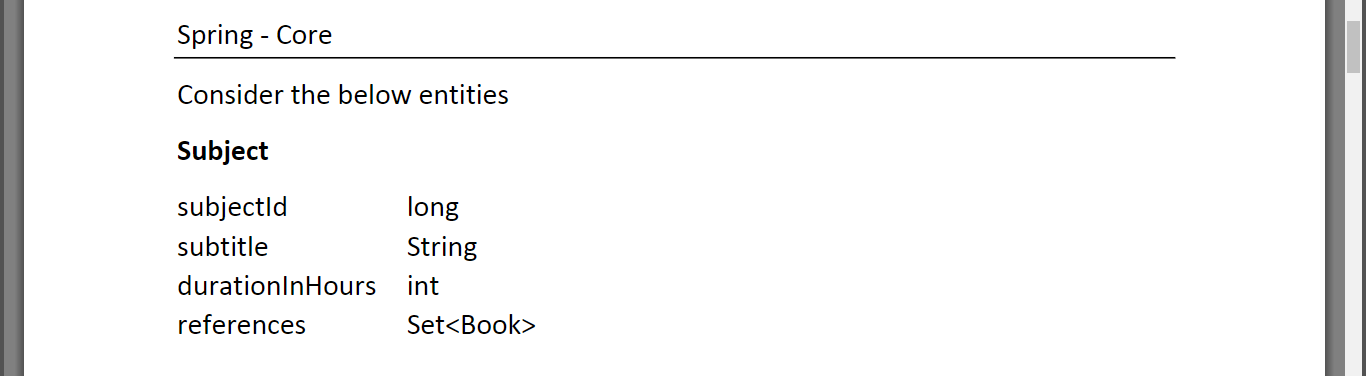 Spring - Core
Consider the below entities
Subject
subjectId long
subtitle String
durationInHours int
references Set<Book>